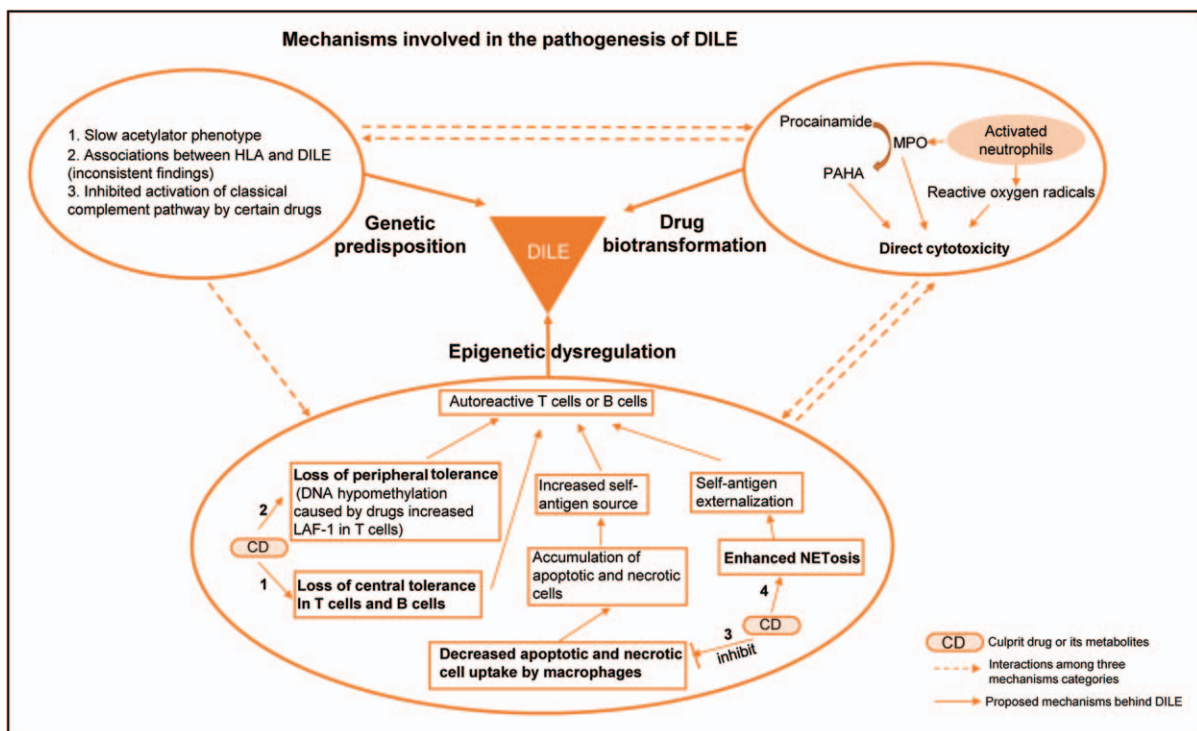 Mechanisms involved in the pathogenesis of DILE
1. Slow acetylator phenotype
2. Associations between HLA and DILE
(inconsistent findings)
3. Inhibited activation of classical
complement pathway by certain drugs
Procainamide
MPO
PAHA
Activated
neutrophils
Reactive oxygen radicals
Direct cytotoxicity
Genetic
predisposition
DILE
Drug
biotransformation
Epigenetic dysregulation
Autoreactive T cells or B cells
Loss of peripheral tolerance
(DNA hypomethylation
caused by drugs increased
LAF-1 in T cells)
2
CD
1
Loss of central tolerance
In T cells and B cells
Increased self-
antigen source
Accumulation of
apoptotic and necrotic
cells
Decreased apoptotic and necrotic
cell uptake by macrophages
Self-antigen
externalization
Enhanced NETosis
4
CD
3
inhibit
CD
Culprit drug or its metabolites
Interactions among three
mechanisms categories
Proposed mechanisms behind DILE